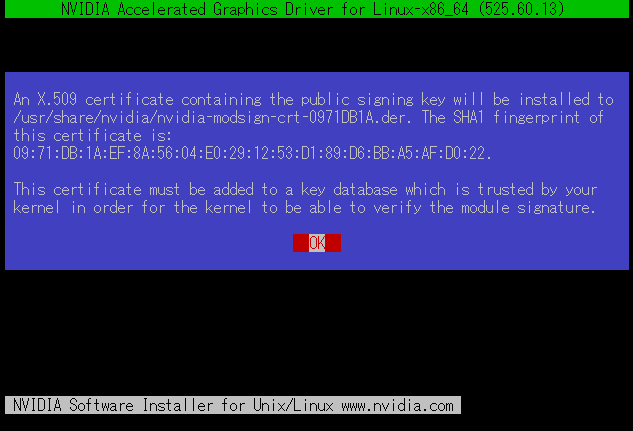 NVIDIA Accelerated Graphics Driver for Linux-x86_64 (525.60.13)
An X.509 certificate containing the public signing key will be installed to
/usr/share/nvidia/nvidia-modsign-crt-0971DB1A.der. The SHA1 fingerprint of
this certificate is:
09:71:DB:1A:EF:8A:56:04:E0:29:12:53:D1:89:D6:BB:A5:AF:D0:22.
This certificate must be added to a key database which is trusted by your
kernel in order for the kernel to be able to verify the module signature.
OK
NVIDIA Software Installer for Unix/Linux www.nvidia.com